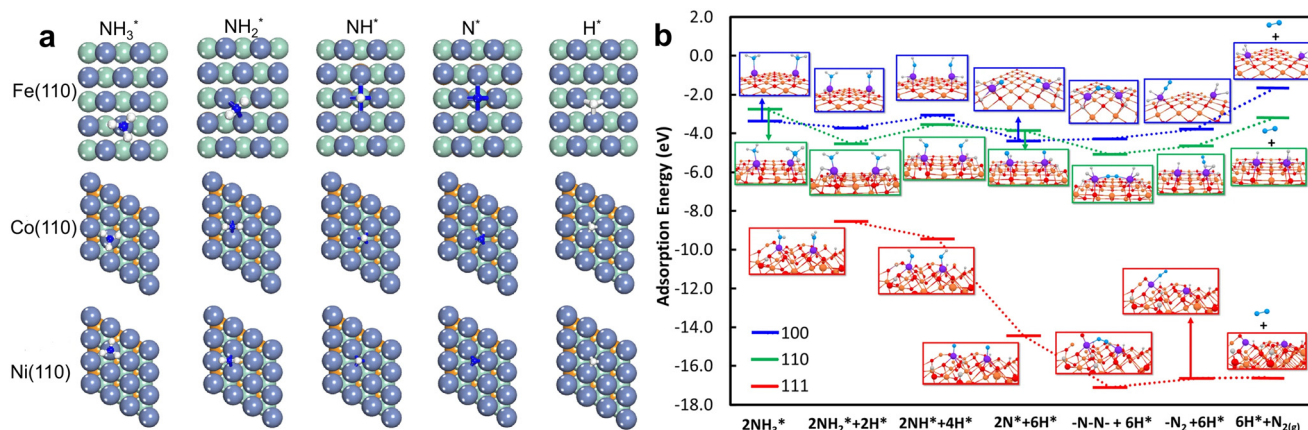 a
NH₃* NH₂* NH* N* H*
Fe(110)
Co(110)
Ni(110)
b
Adsorption Energy (eV)
2.0
0.0
-2.0
-4.0
-6.0
-8.0
-10.0
-12.0
-14.0
-16.0
-18.0
+
+
+
100
110
111
2NH₃* 2NH₂*+2H* 2NH*+4H* 2N*+6H* -N-N- + 6H* -N₂ +6H* 6H*+N₂(g)